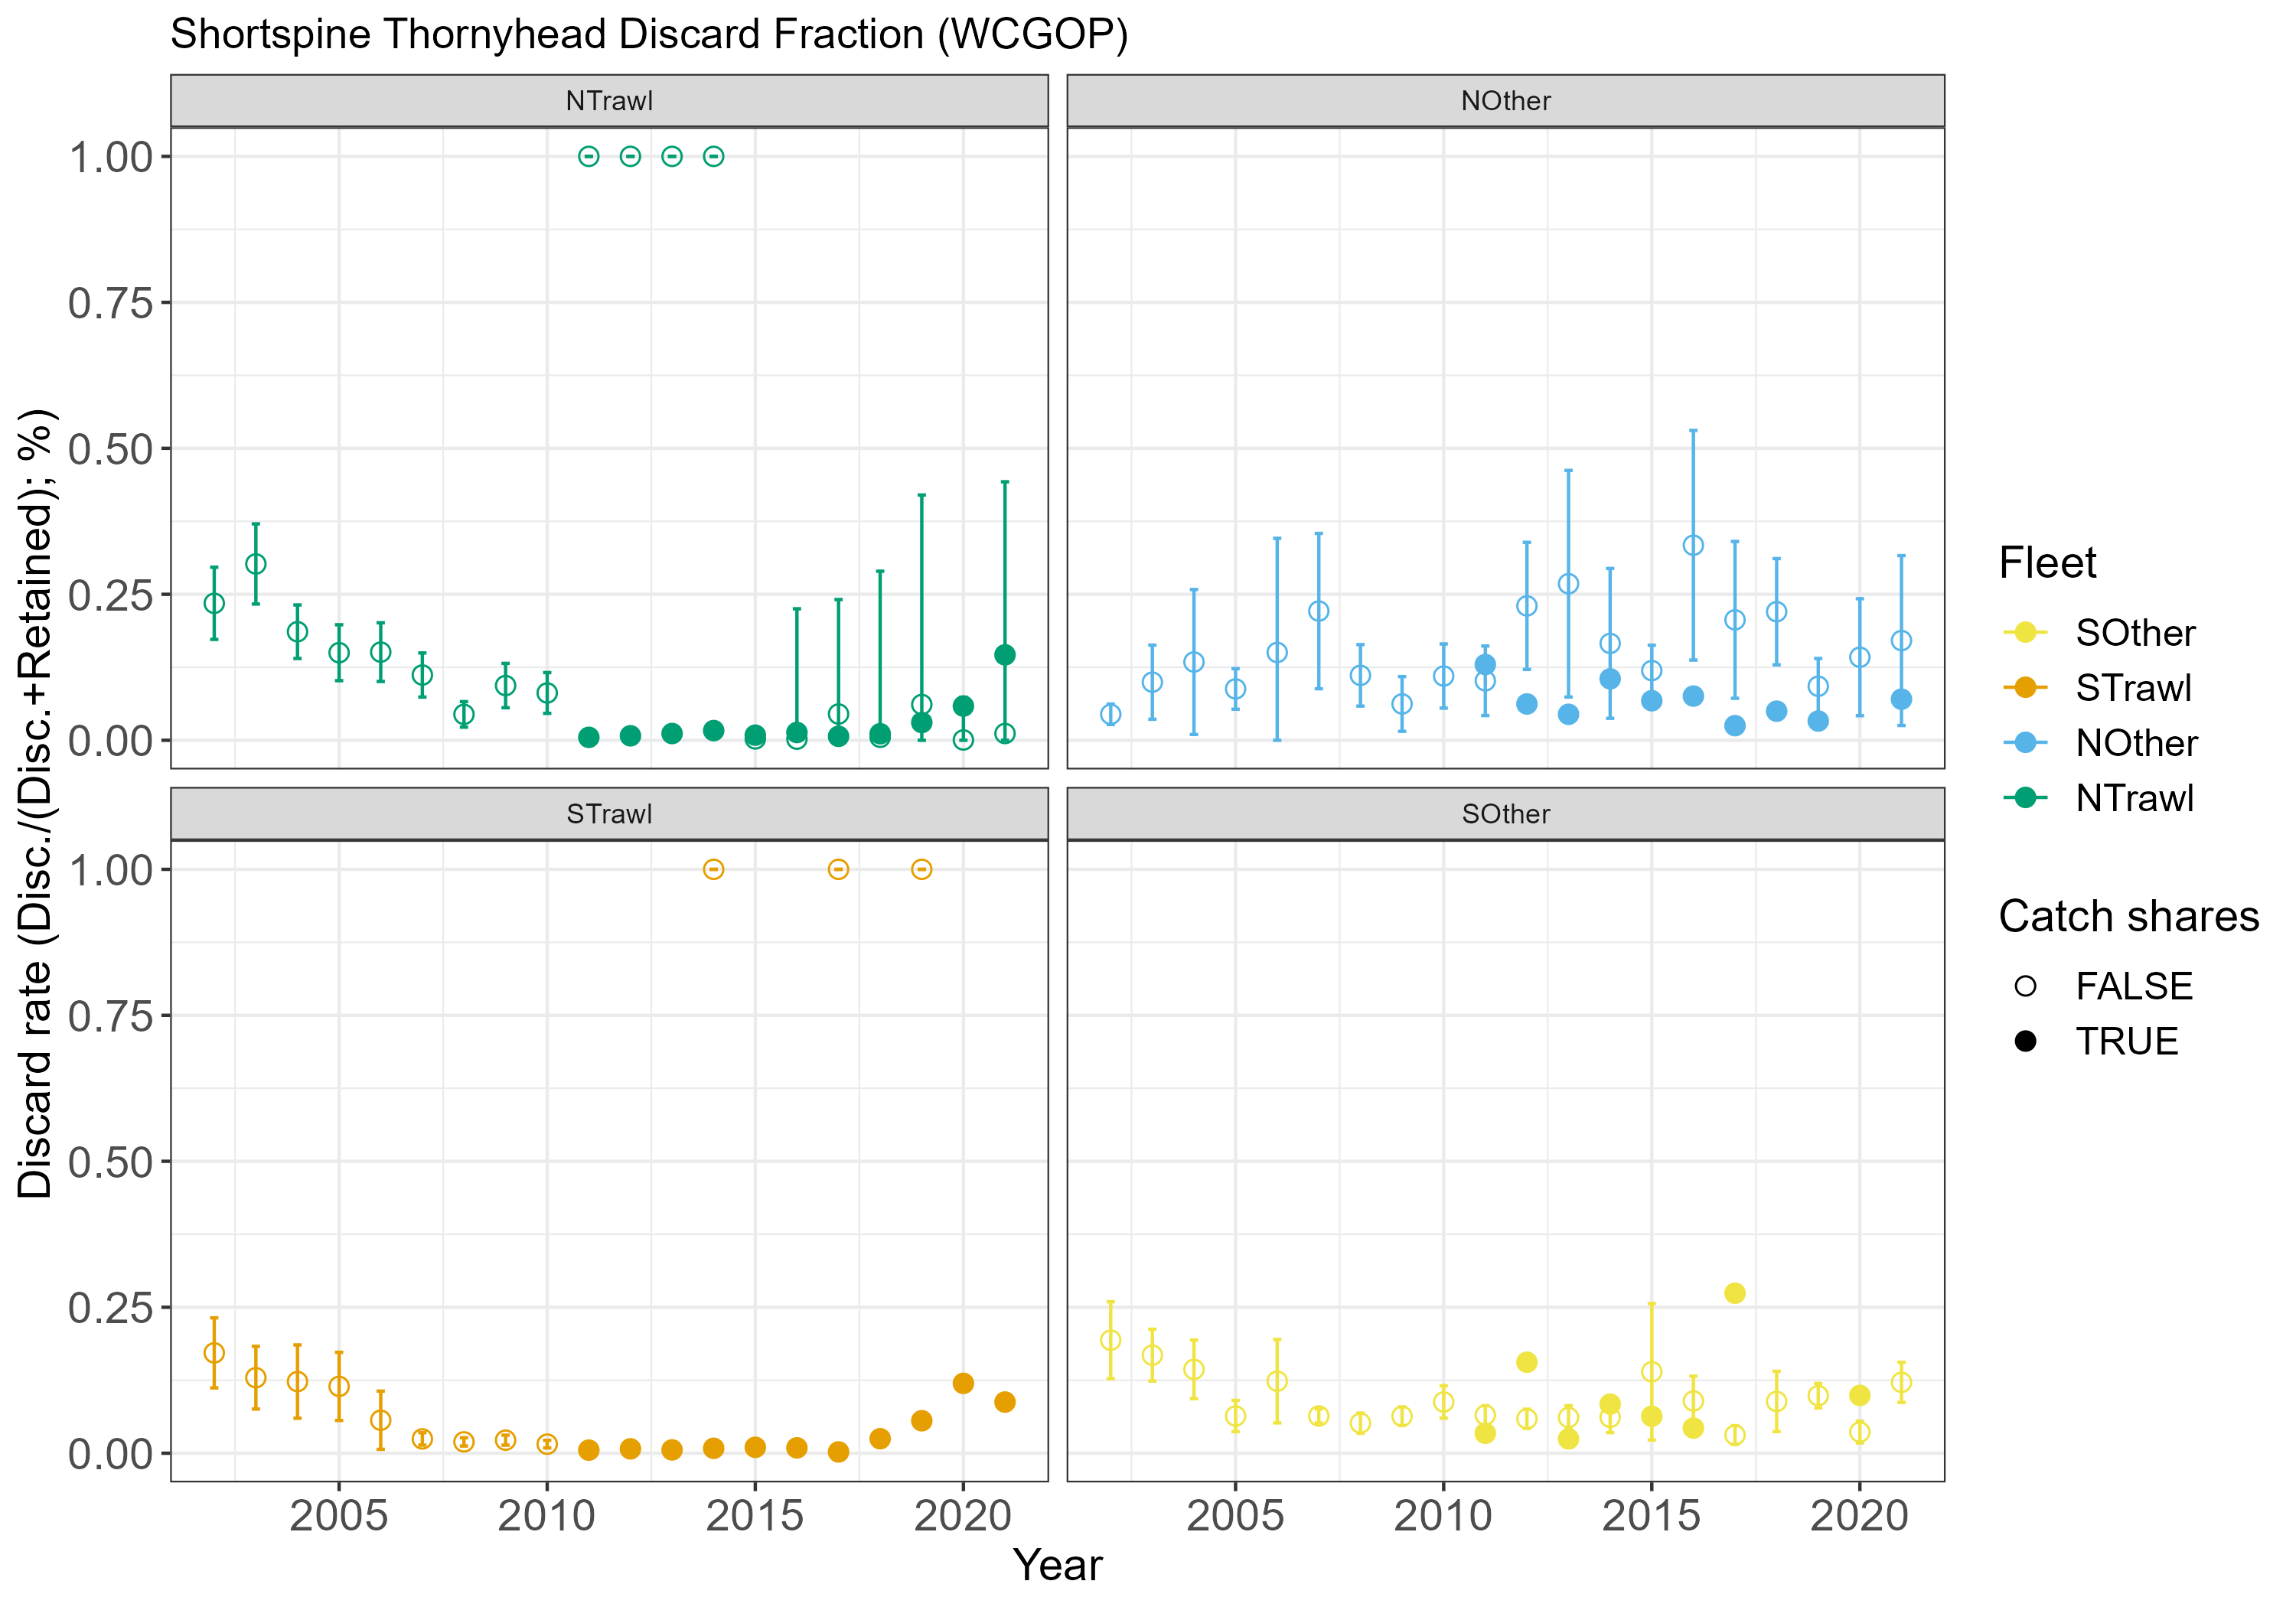 Shortspine Thornyhead Discard Fraction (WCGOP)
NTrawl
NOther
1.00
0.75
0.50
0.25
0.00
STrawl
SOther
1.00
0.75
0.50
0.25
0.00
2005
2010
2015
2020
2005
2010
2015
2020
Year
Discard rate (Disc./(Disc.+Retained); %)
Fleet
SOther
STrawl
NOther
NTrawl
Catch shares
FALSE
TRUE